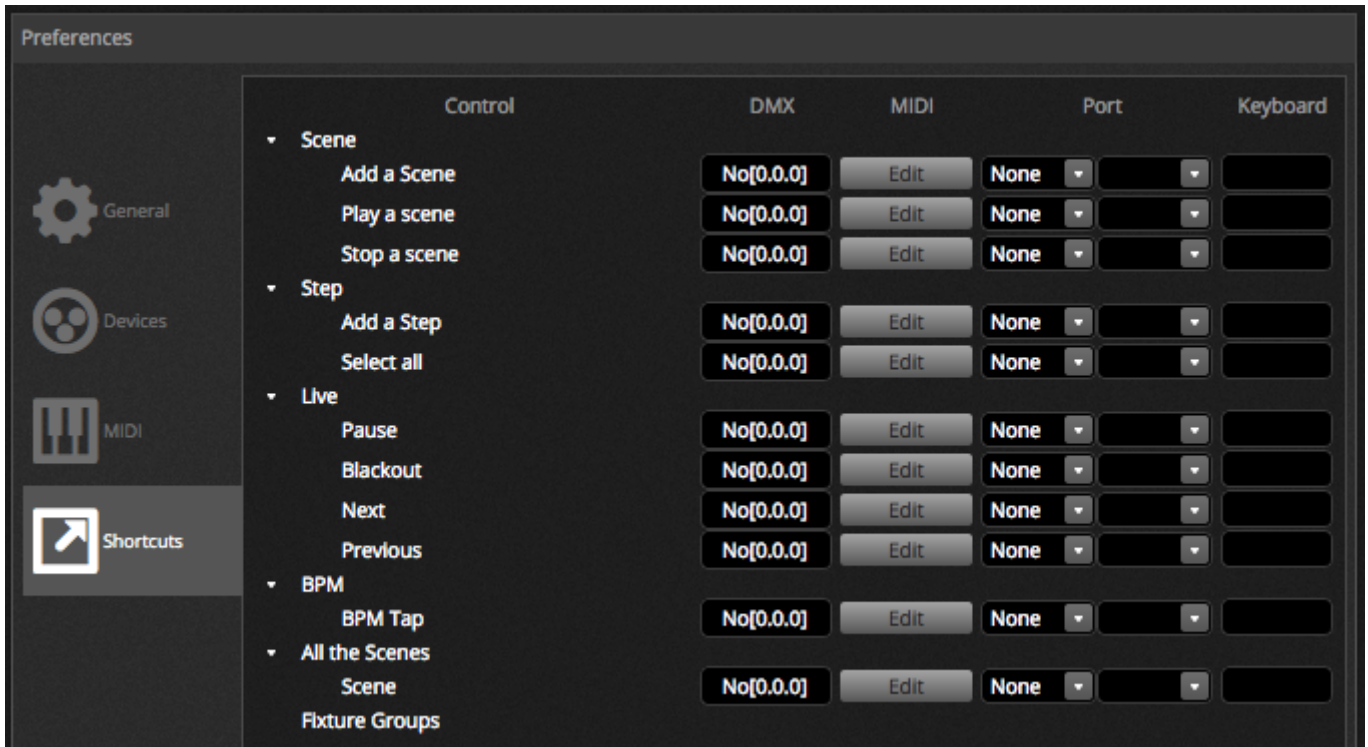 Preferences
Control DMX MIDI Port Keyboard
Scene
Add a Scene No[0.0.0] Edit None
General
Play a scene No[0.0.0] Edit None
Stop a scene No[0.0.0] Edit None
Step
Devices
Add a Step No[0.0.0] Edit None
Select all No[0.0.0] Edit None
Live
MIDI
Pause No[0.0.0] Edit None
Blackout No[0.0.0] Edit None
Next No[0.0.0] Edit None
Shortcuts
Previous No[0.0.0] Edit None
BPM
BPM Tap No[0.0.0] Edit None
All the Scenes
Scene No[0.0.0] Edit None
Fixture Groups